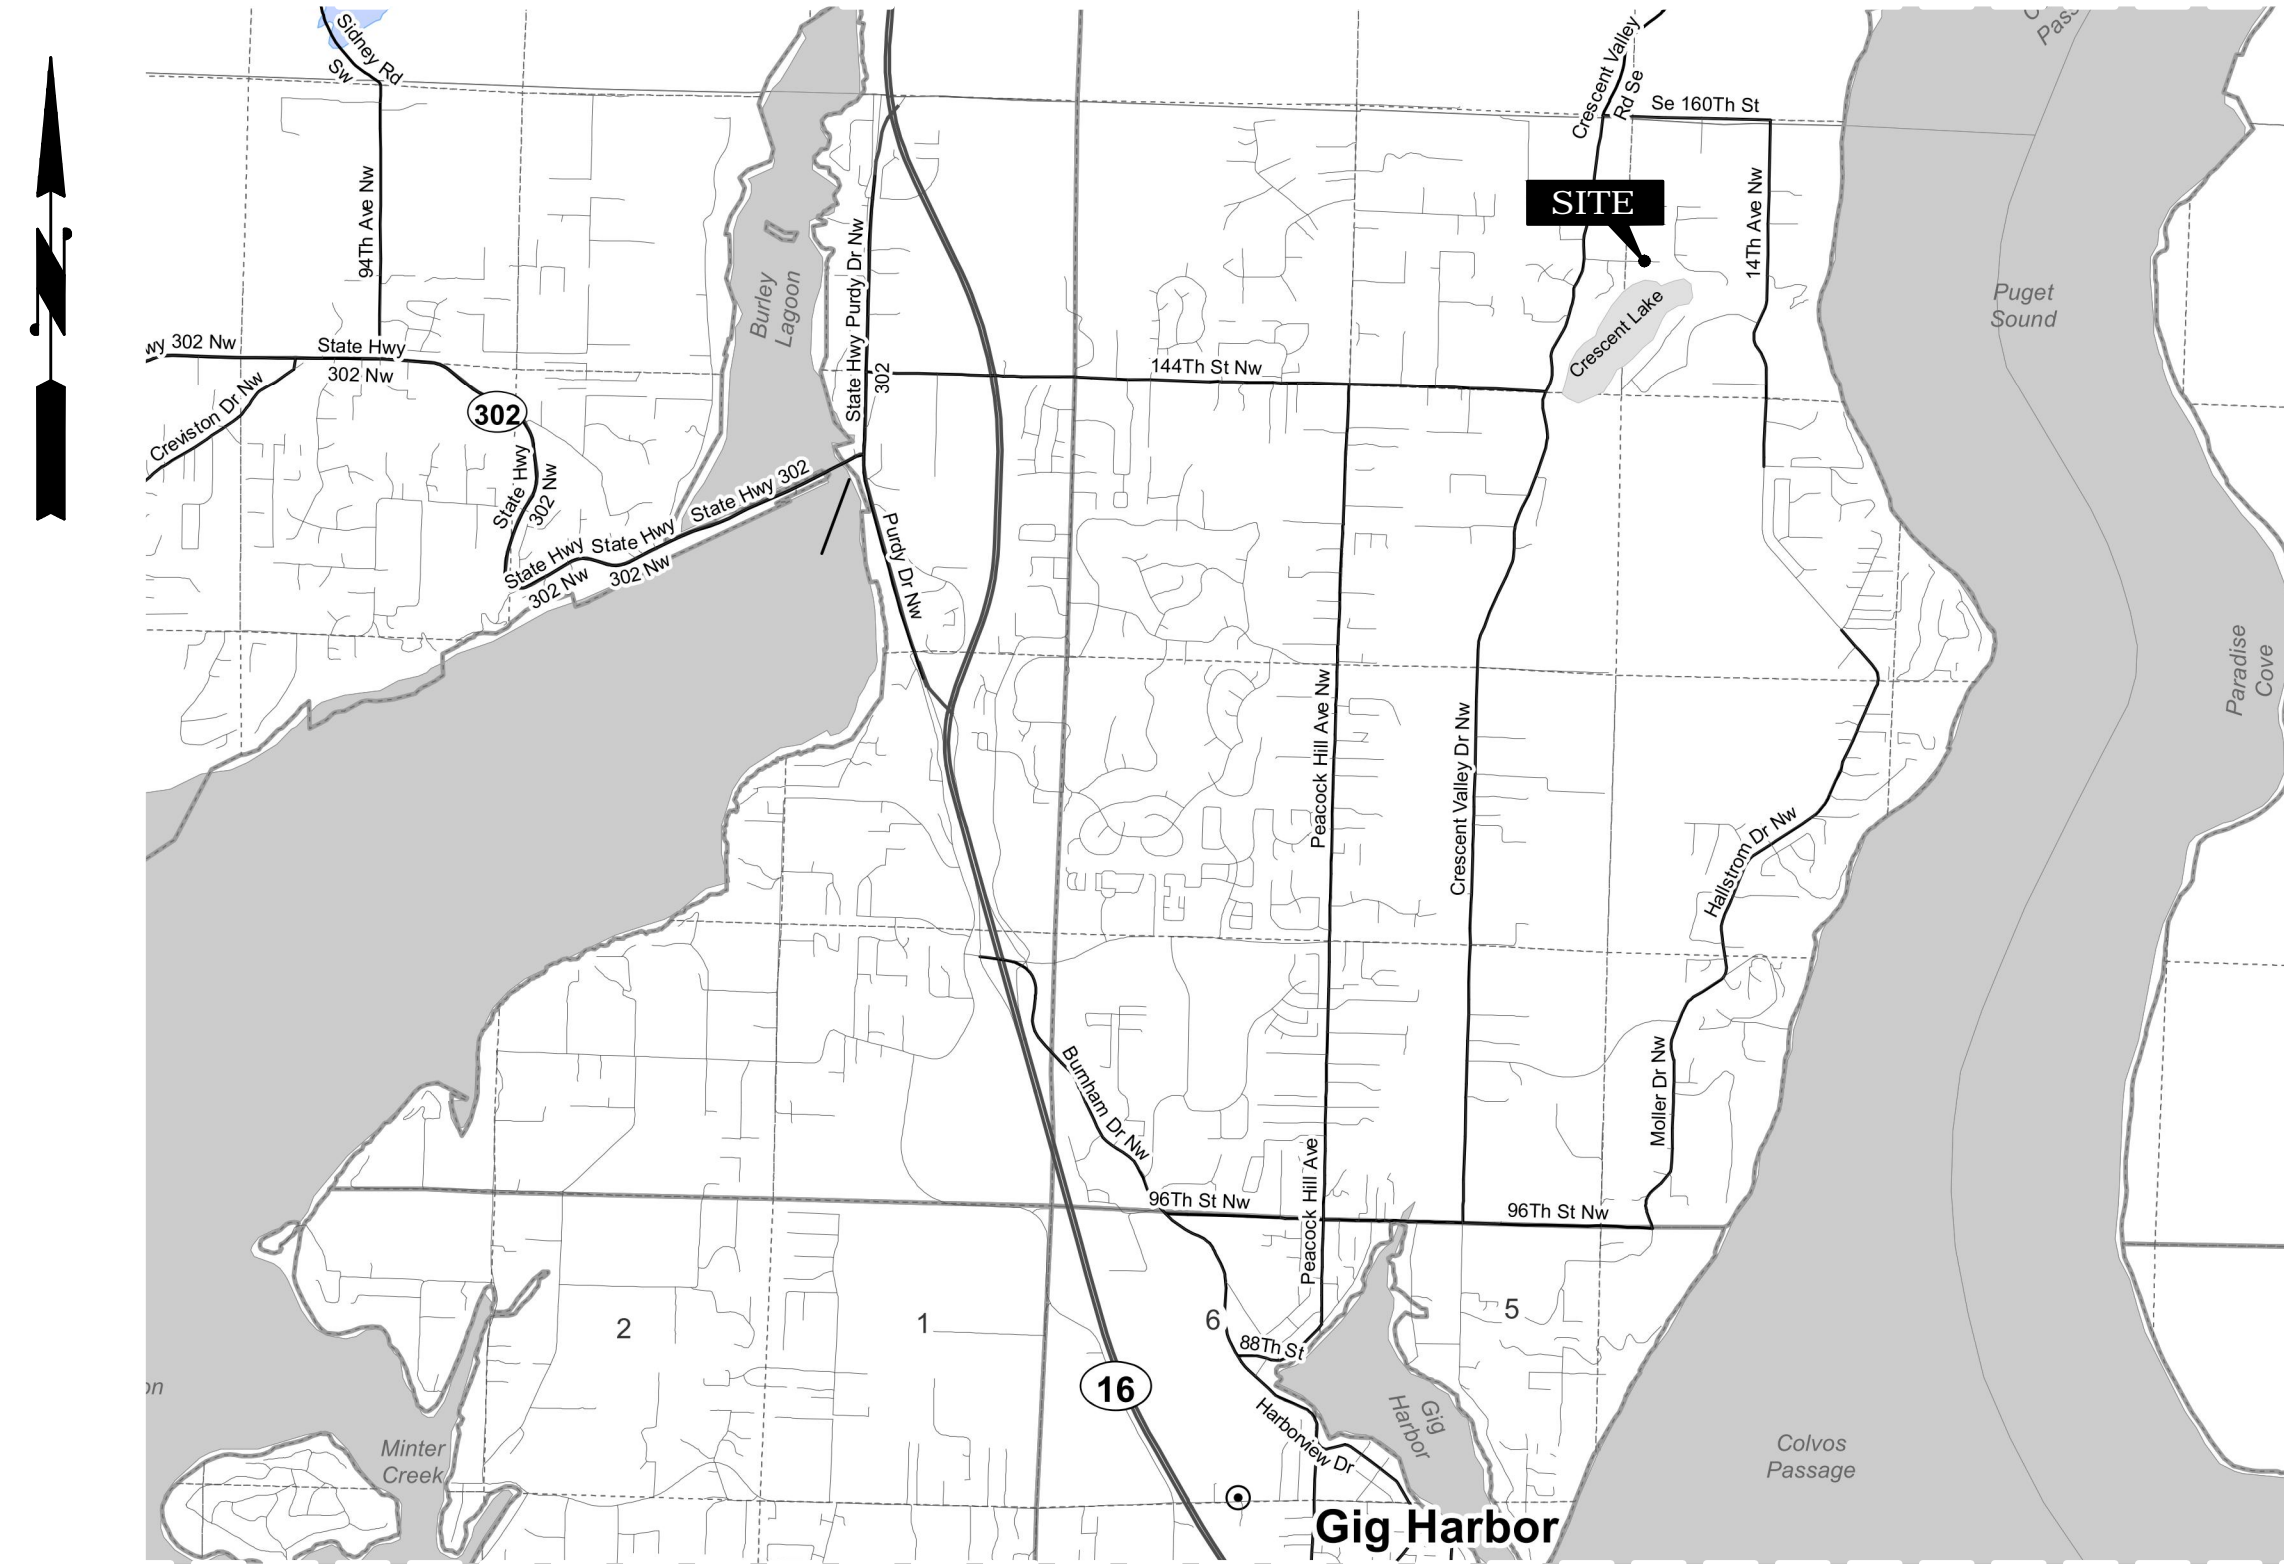 Sidney Rd
Sw
Crescent Valley
Rd Se
Se 160Th St
SITE
94Th Ave Nw
14Th Ave Nw
Burley
Lagoon
State Hwy Purdy Dr Nw
302
Puget
Sound
Crescent Lake
wy 302 Nw
State Hwy
302 Nw
144Th St Nw
Creviston Dr Nw
302
State Hwy
302 Nw
State Hwy 302
State Hwy
302 Nw
State Hwy
302 Nw
Purdy Dr Nw
Paradise
Cove
Peacock Hill Ave Nw
Crescent Valley Dr Nw
Hallstrom Dr Nw
Burnham Dr Nw
Moller Dr Nw
Peacock Hill Ave
96Th St Nw
96Th St Nw
2
1
6
5
88Th St
16
Harborview Dr
Gig
Harbor
Minter
Creek
Colvos
Passage
Gig Harbor
N